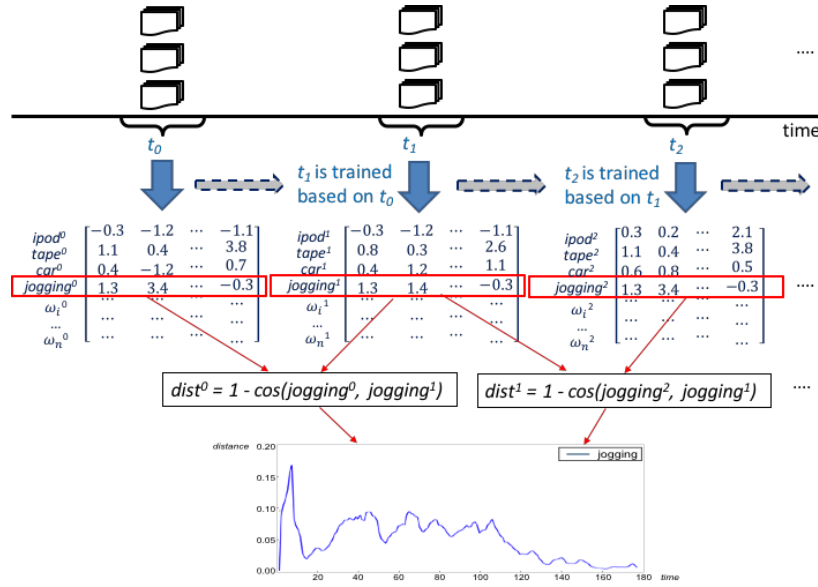 ....
time
t0 t1 t2
t1 is trained based on t0
t2 is trained based on t1
ipod0 −0.3 −1.2 ... −1.1
tape0 1.1 0.4 ... 3.8
car0 0.4 −1.2 0.7
jogging0 1.3 3.4 ... −0.3
ωi0 ... ... ... ...
... ... ... ...
ωn0 ... ... ... ...
ipod1 −0.3 −1.2 ... −1.1
tape1 0.8 0.3 ... 2.6
car1 0.4 1.2 1.1
jogging1 1.3 1.4 ... −0.3
ωi1 ... ... ... ...
... ... ... ...
ωn1 ... ... ... ...
ipod2 0.3 0.2 ... 2.1
tape2 1.1 0.4 ... 3.8
car2 0.6 0.8 ... 0.5
jogging2 1.3 3.4 ... −0.3
ωi2 ... ... ... ...
... ... ... ...
ωn2 ... ... ... ...
....
dist0 = 1 - cos(jogging0, jogging1)
dist1 = 1 - cos(jogging2, jogging1)
....
distance
0.20
0.15
0.10
0.05
0.00
jogging
20 40 60 80 100 120 140 160 180
time